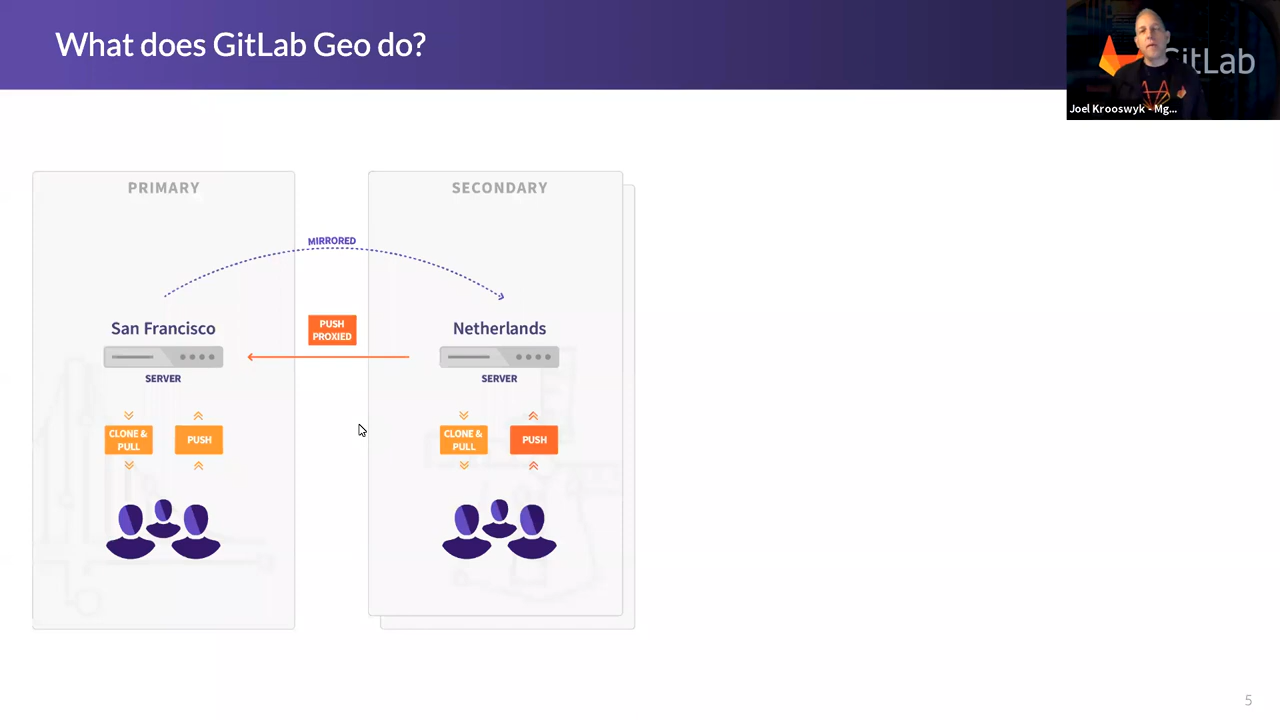 What does GitLab Geo do?
GitLab
Joel Krooswyk - Mg...
PRIMARY
SECONDARY
MIRRORED
PUSH
PROXIED
San Francisco
Netherlands
SERVER
SERVER
CLONE &
PULL
PUSH
CLONE &
PULL
PUSH
5